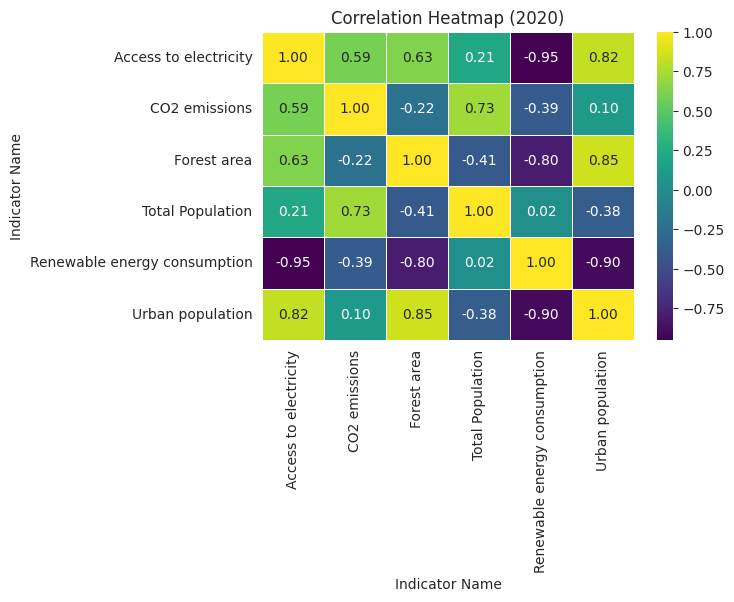 Correlation Heatmap (2020)
Indicator Name
Access to electricity 1.00 0.59 0.63 0.21 -0.95 0.82
CO2 emissions 0.59 1.00 -0.22 0.73 -0.39 0.10
Forest area 0.63 -0.22 1.00 -0.41 -0.80 0.85
Total Population 0.21 0.73 -0.41 1.00 0.02 -0.38
Renewable energy consumption -0.95 -0.39 -0.80 0.02 1.00 -0.90
Urban population 0.82 0.10 0.85 -0.38 -0.90 1.00
Access to electricity
CO2 emissions
Forest area
Total Population
Renewable energy consumption
Urban population
Indicator Name
1.00
0.75
0.50
0.25
0.00
−0.25
−0.50
−0.75